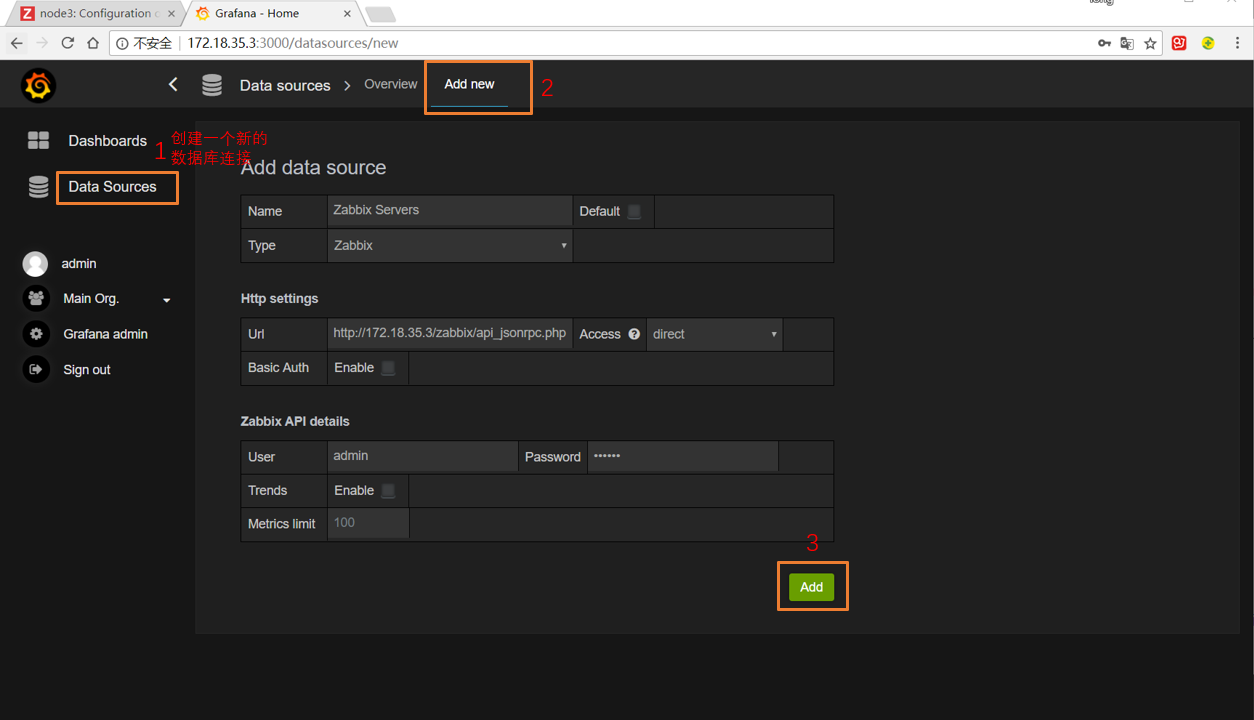 node3: Configuration
Grafana - Home
不安全
172.18.35.3:3000/datasources/new
Data sources
Overview
Add new
2
Dashboards
1
创建一个新的
数据库连接
Add data source
Data Sources
Name
Zabbix Servers
Default
Type
Zabbix
admin
Main Org.
Http settings
Grafana admin
Url
http://172.18.35.3/zabbix/api_jsonrpc.php
Access
direct
Sign out
Basic Auth
Enable
Zabbix API details
User
admin
Password
••••••
Trends
Enable
Metrics limit
100
3
Add